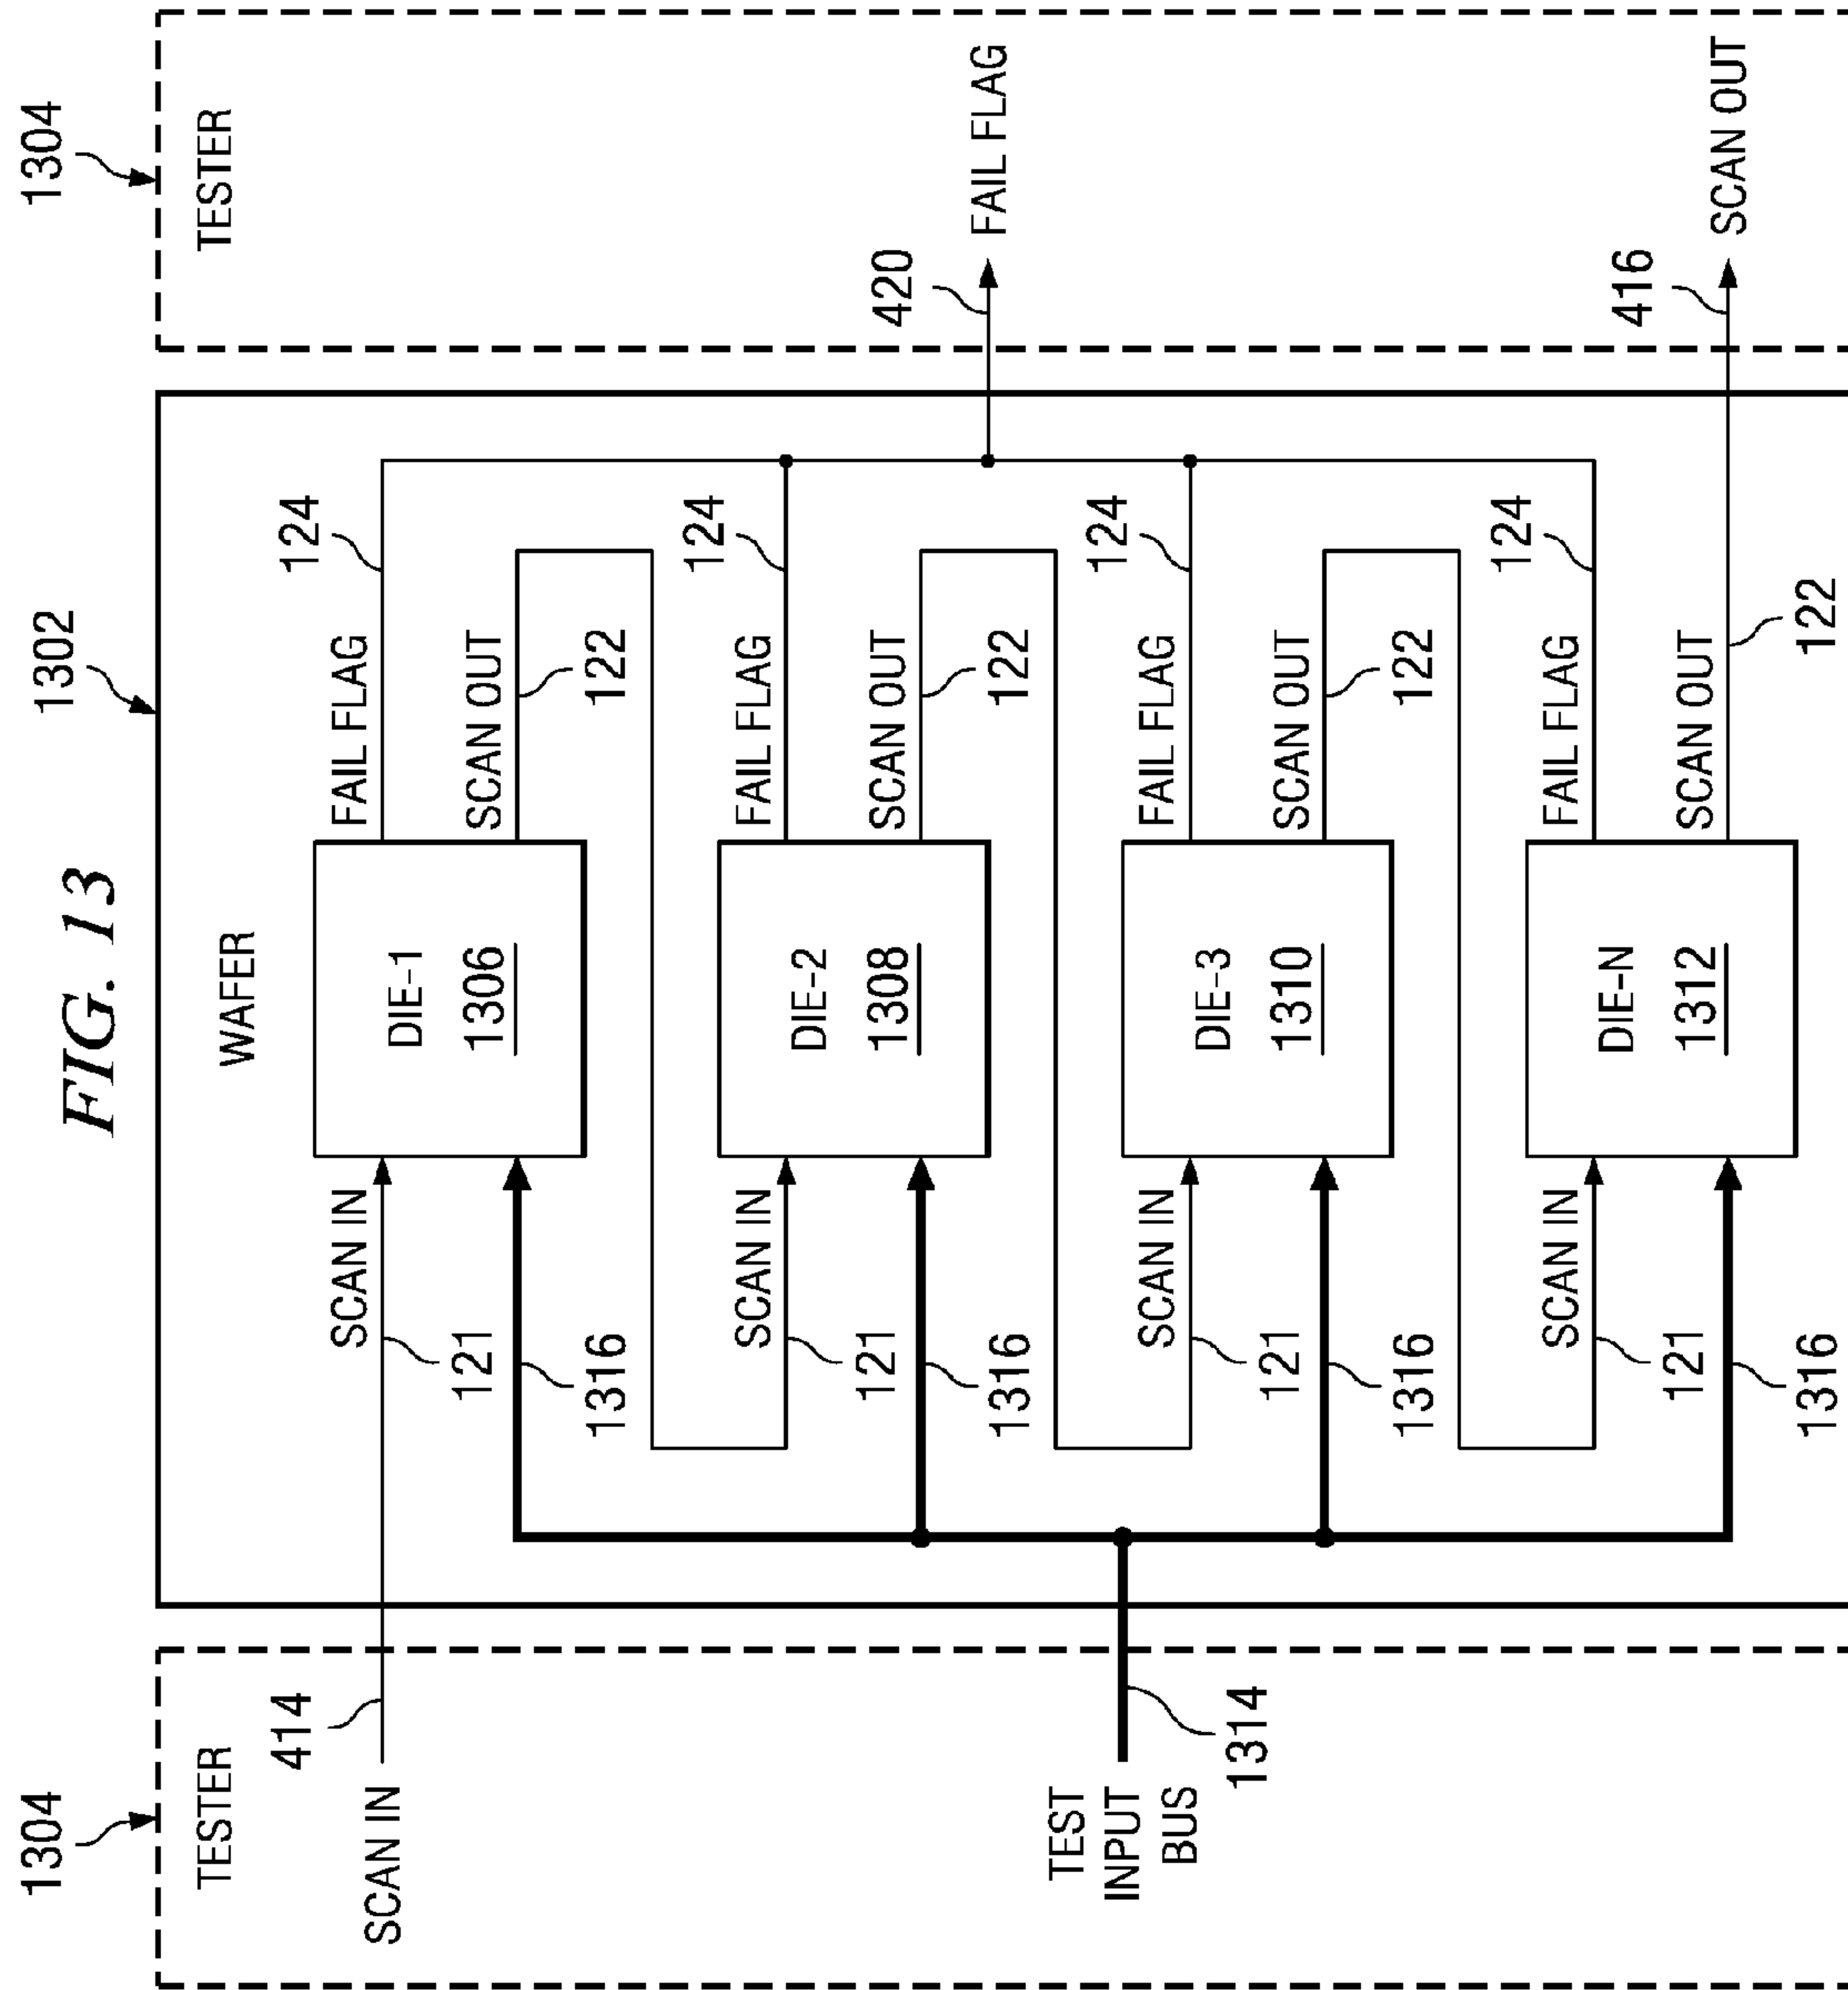 FIG. 13
1304
1302
1304
TESTER
WAFER
TESTER
414
SCAN IN
SCAN IN
121
1316
DIE-1
1306
FAIL FLAG
124
SCAN OUT
122
SCAN IN
121
1316
DIE-2
1308
FAIL FLAG
124
SCAN OUT
122
420
FAIL FLAG
TEST
INPUT
BUS
1314
SCAN IN
121
1316
DIE-3
1310
FAIL FLAG
124
SCAN OUT
122
SCAN IN
121
1316
DIE-N
1312
FAIL FLAG
124
SCAN OUT
122
416
SCAN OUT